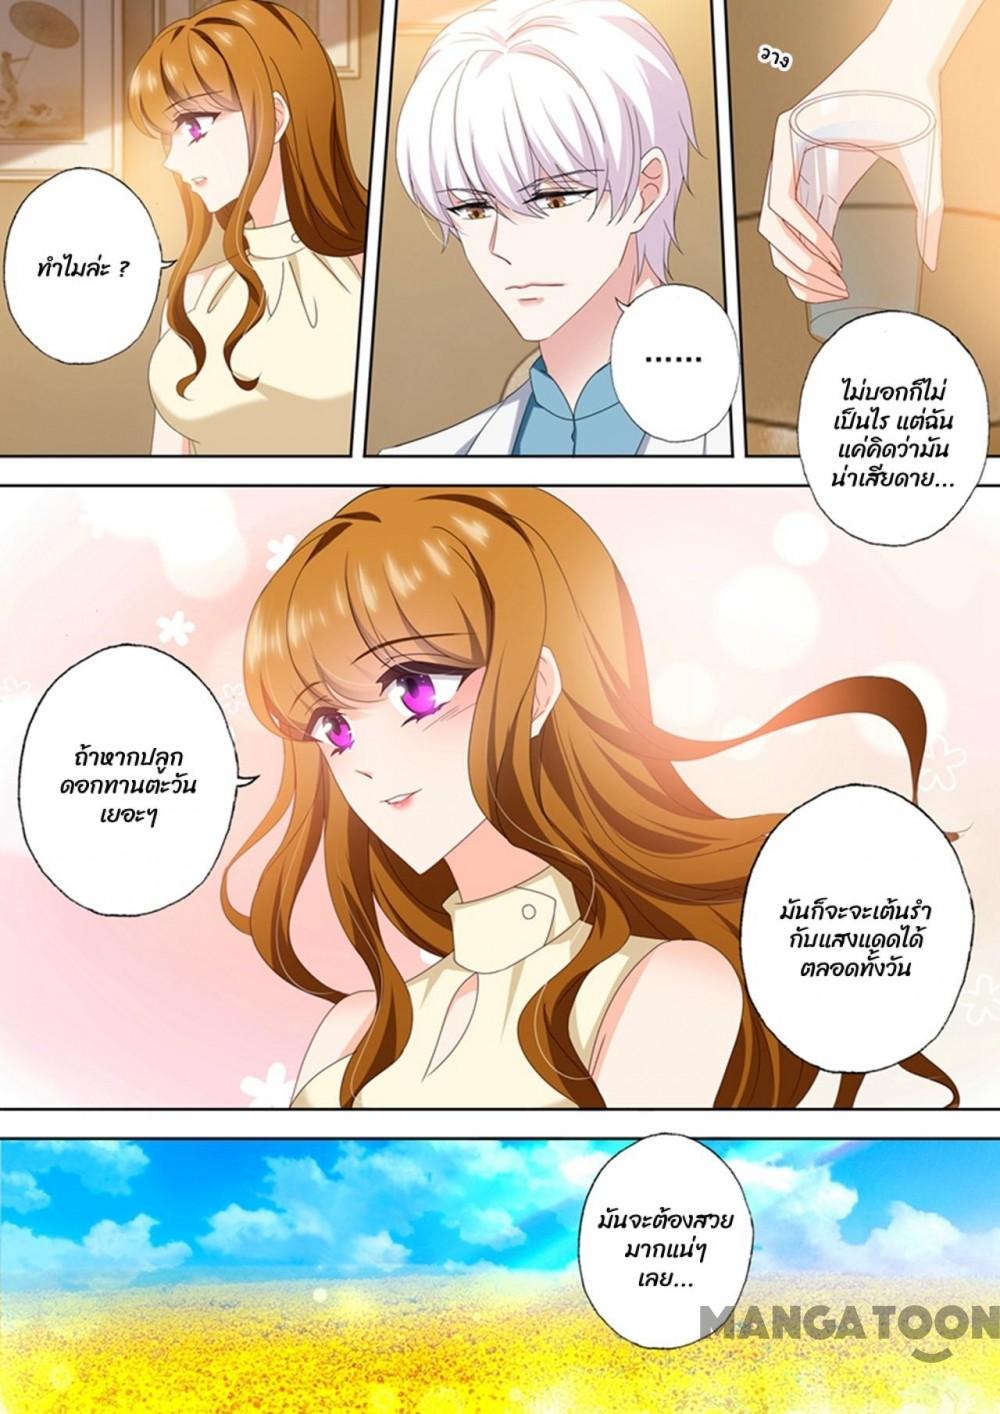 ทำไมล่ะ ?
......
วาง
ไม่บอกก็ไม่
เป็นไร แต่ฉัน
แค่คิดว่ามัน
น่าเสียดาย...
ถ้าหากปลูก
ดอกทานตะวัน
เยอะๆ
มันก็จะจะเต้นรำ
กับแสงแดดได้
ตลอดทั้งวัน
มันจะต้องสวย
มากแน่ๆ
เลย...
MANGATOON